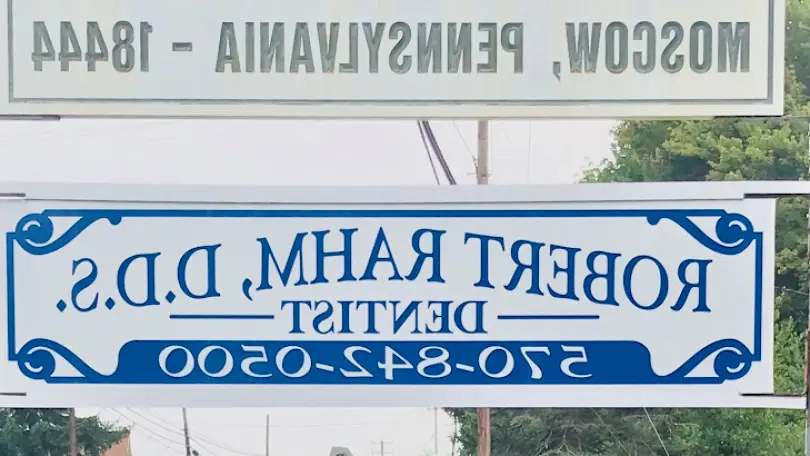 MOSCOW, PENNSYLVANIA - 18444
ROBERT RAHM, D.D.S.
DENTIST
570-842-0500